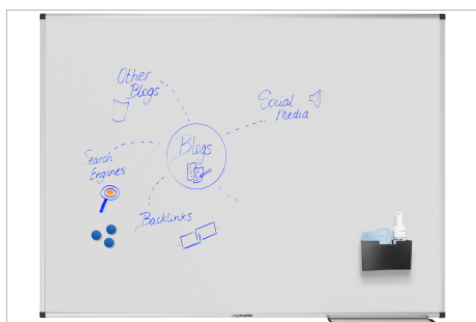 Other
Blogs
Social
Media
Blogs
Search
Engines
Backlinks